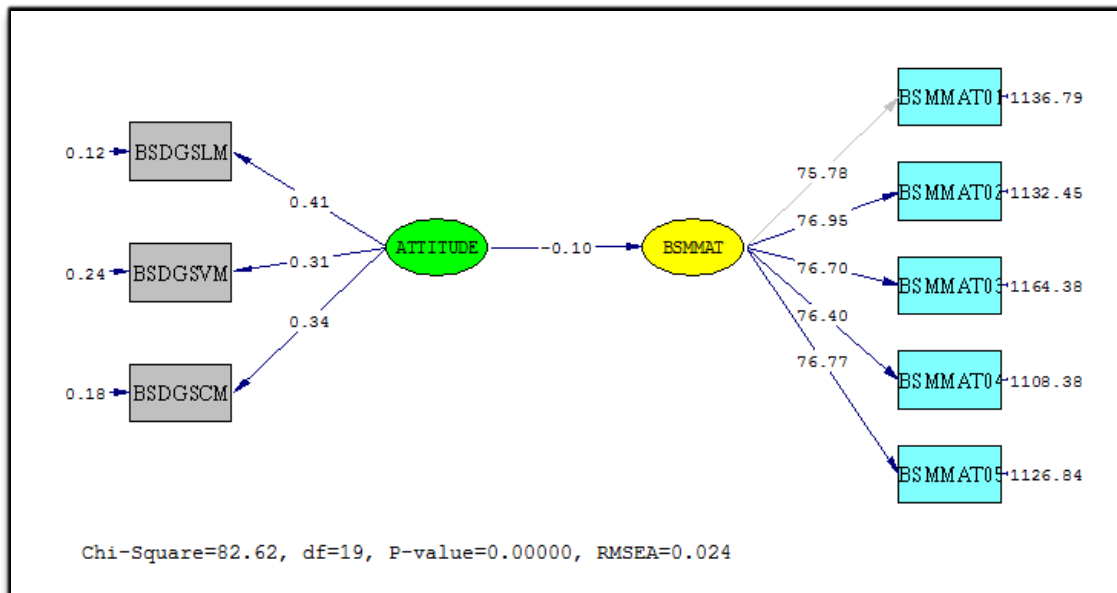 BSMMAT01 1136.79
0.12 BSDGSLM
75.78
BSMMAT02 1132.45
0.41
76.95
ATTITUDE -0.10 BSMMAT
0.24 BSDGSVM 0.31
76.70 BSMMAT03 1164.38
0.34
76.40
76.77
0.18 BSDGSCM
BSMMAT04 1108.38
BSMMAT05 1126.84
Chi-Square=82.62, df=19, P-value=0.00000, RMSEA=0.024